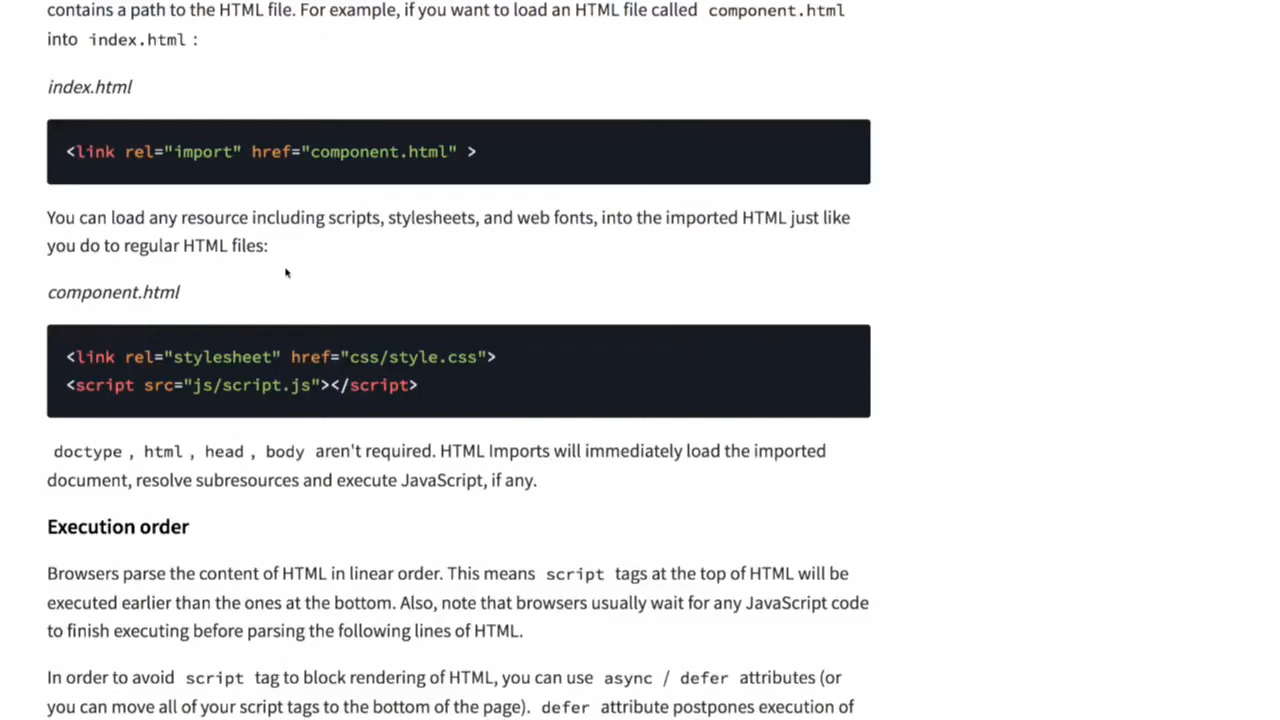 contains a path to the HTML file. For example, if you want to load an HTML file called component.html
into index.html :
index.html
<link rel="import" href="component.html" >
You can load any resource including scripts, stylesheets, and web fonts, into the imported HTML just like
you do to regular HTML files:
component.html
<link rel="stylesheet" href="css/style.css">
<script src="js/script.js"></script>
doctype , html , head , body aren't required. HTML Imports will immediately load the imported
document, resolve subresources and execute JavaScript, if any.
Execution order
Browsers parse the content of HTML in linear order. This means script tags at the top of HTML will be
executed earlier than the ones at the bottom. Also, note that browsers usually wait for any JavaScript code
to finish executing before parsing the following lines of HTML.
In order to avoid script tag to block rendering of HTML, you can use async / defer attributes (or
you can move all of your script tags to the bottom of the page). defer attribute postpones execution of